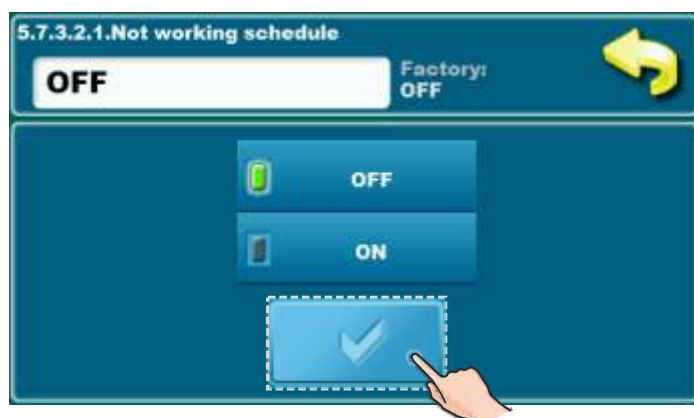 5.7.3.2.1.Not working schedule
OFF
Factory:
OFF
OFF
ON